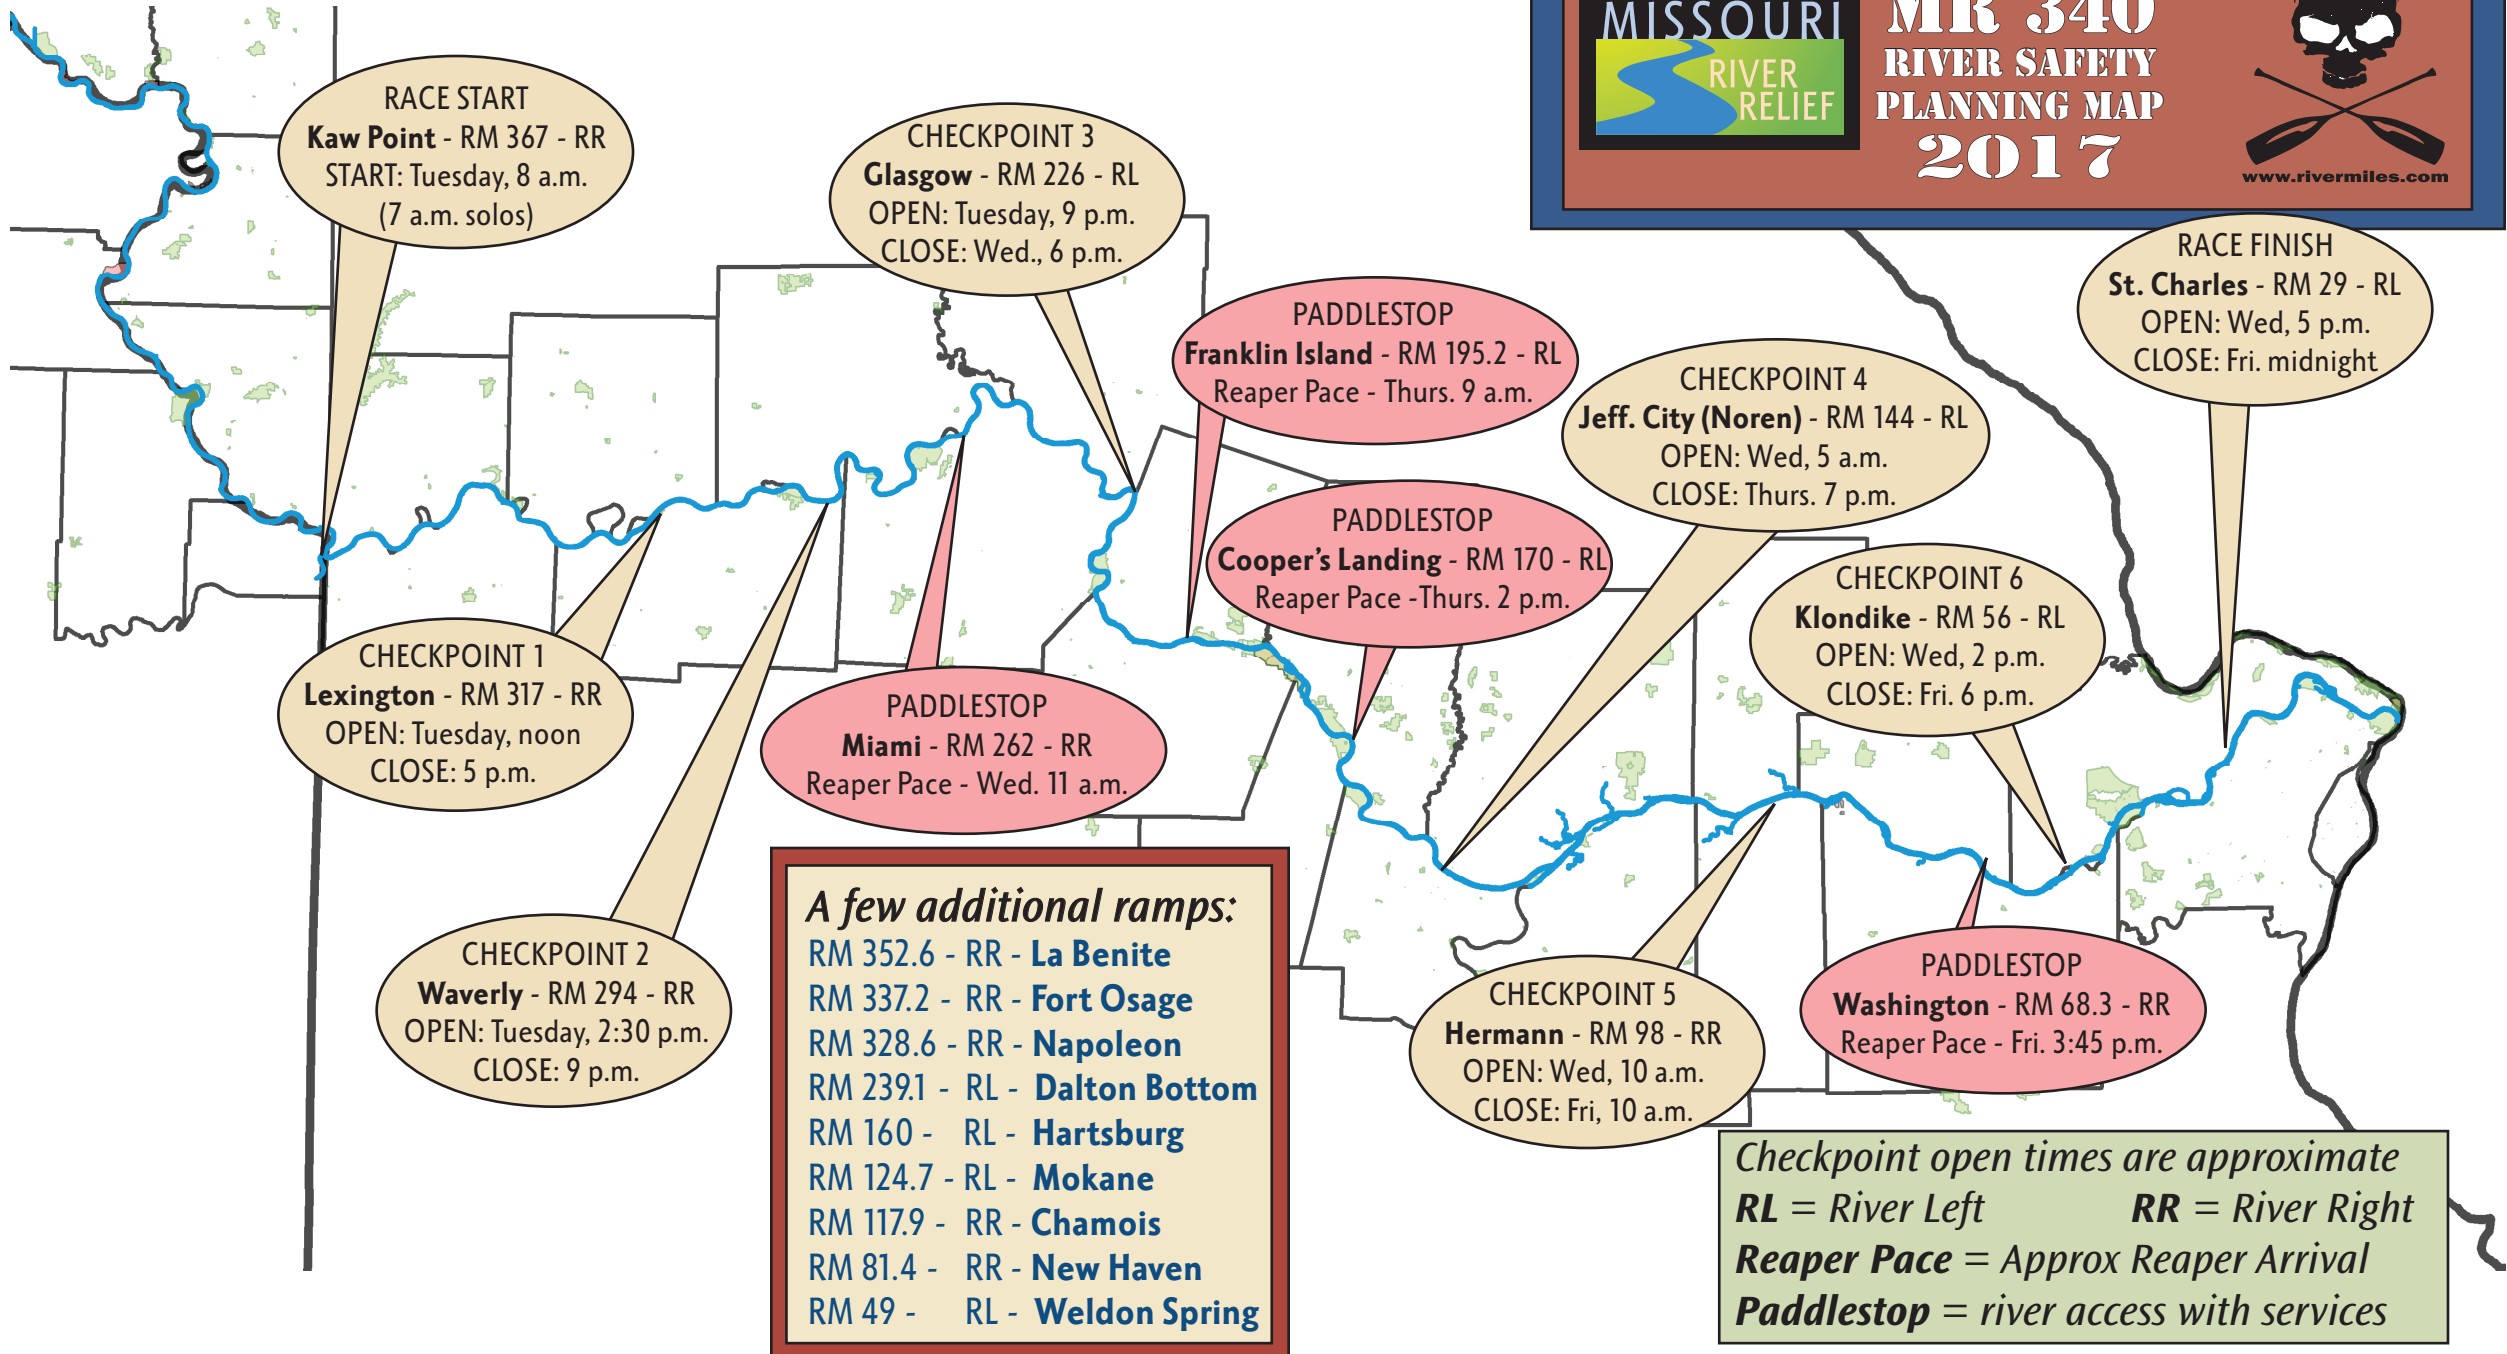 MISSOURI
RIVER
RELIEF
MR 340
RIVER SAFETY
PLANNING MAP
2017
www.rivermiles.com
RACE START
Kaw Point - RM 367 - RR
START: Tuesday, 8 a.m.
(7 a.m. solos)
CHECKPOINT 3
Glasgow - RM 226 - RL
OPEN: Tuesday, 9 p.m.
CLOSE: Wed., 6 p.m.
RACE FINISH
St. Charles - RM 29 - RL
OPEN: Wed, 5 p.m.
CLOSE: Fri. midnight
PADDLESTOP
Franklin Island - RM 195.2 - RL
Reaper Pace - Thurs. 9 a.m.
CHECKPOINT 4
Jeff. City (Noren) - RM 144 - RL
OPEN: Wed, 5 a.m.
CLOSE: Thurs. 7 p.m.
PADDLESTOP
Cooper's Landing - RM 170 - RL
Reaper Pace -Thurs. 2 p.m.
CHECKPOINT 6
Klondike - RM 56 - RL
OPEN: Wed, 2 p.m.
CLOSE: Fri. 6 p.m.
CHECKPOINT 1
Lexington - RM 317 - RR
OPEN: Tuesday, noon
CLOSE: 5 p.m.
PADDLESTOP
Miami - RM 262 - RR
Reaper Pace - Wed. 11 a.m.
CHECKPOINT 2
Waverly - RM 294 - RR
OPEN: Tuesday, 2:30 p.m.
CLOSE: 9 p.m.
A few additional ramps:
RM 352.6 - RR - La Benite
RM 337.2 - RR - Fort Osage
RM 328.6 - RR - Napoleon
RM 239.1 - RL - Dalton Bottom
RM 160 - RL - Hartsburg
RM 124.7 - RL - Mokane
RM 117.9 - RR - Chamois
RM 81.4 - RR - New Haven
RM 49 - RL - Weldon Spring
CHECKPOINT 5
Hermann - RM 98 - RR
OPEN: Wed, 10 a.m.
CLOSE: Fri, 10 a.m.
PADDLESTOP
Washington - RM 68.3 - RR
Reaper Pace - Fri. 3:45 p.m.
Checkpoint open times are approximate
RL = River Left RR = River Right
Reaper Pace = Approx Reaper Arrival
Paddlestop = river access with services